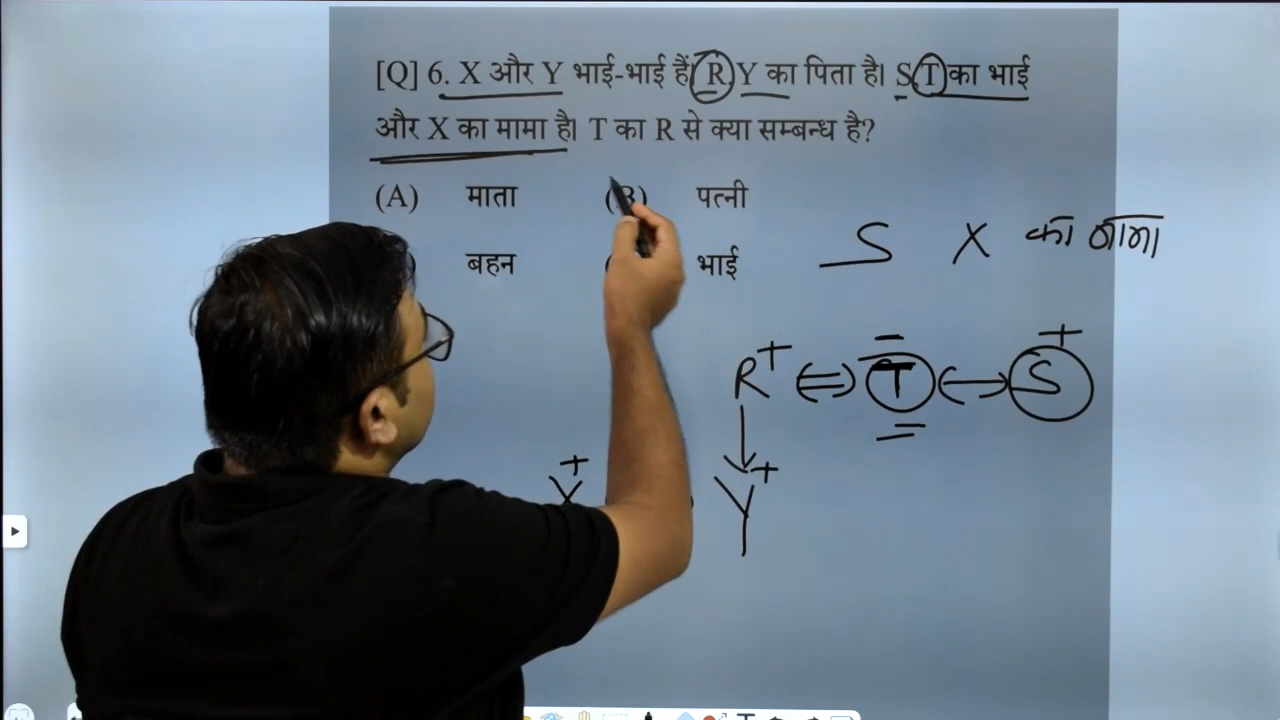 [Q] 6. X और Y भाई-भाई हैं। R, Y का पिता है। S, T का भाई
और X का मामा है। T का R से क्या सम्बन्ध है?
(A) माता (B) पत्नी
बहन भाई
S X का मामा
R+ ⇔ T ↔ S+
X+ Y+